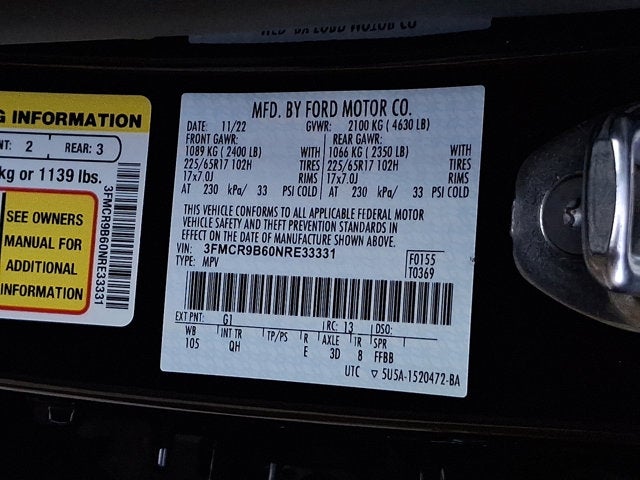 G INFORMATION
NT: 2 REAR: 3
kg or 1139 lbs.
SEE OWNERS
MANUAL FOR
ADDITIONAL
INFORMATION
3FMCR9B60NRE33331
MFD. BY FORD MOTOR CO.
DATE: 11/22 GVWR: 2100 KG ( 4630 LB)
FRONT GAWR: REAR GAWR:
1089 KG ( 2400 LB) WITH 1066 KG ( 2350 LB) WITH
225/65R17 102H TIRES 225/65R17 102H TIRES
17x7.0J RIMS 17x7.0J RIMS
AT 230 kPa/ 33 PSI COLD AT 230 kPa/ 33 PSI COLD
THIS VEHICLE CONFORMS TO ALL APPLICABLE FEDERAL MOTOR
VEHICLE SAFETY AND THEFT PREVENTION STANDARDS IN
EFFECT ON THE DATE OF MANUFACTURE SHOWN ABOVE.
VIN: 3FMCR9B60NRE33331 F0155
TYPE: MPV T0369
EXT PNT: G1 RC: 13 DSO:
WB INT TR TP/PS R AXLE TR SPR
105 QH E 3D 8 FFBB
UTC ▽ 5U5A-1520472-BA